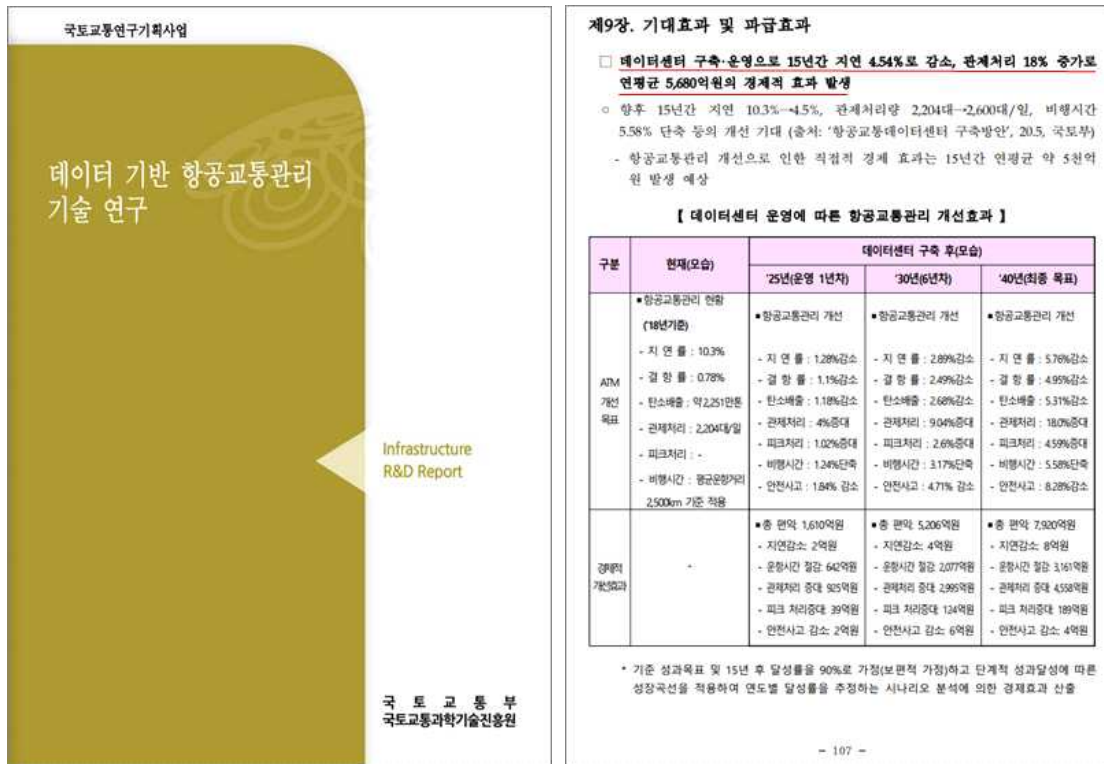 국토교통연구기획사업
데이터 기반 항공교통관리
기술 연구
Infrastructure
R&D Report
국 토 교 통 부
국토교통과학기술진흥원
제9장. 기대효과 및 파급효과
□ 데이터센터 구축·운영으로 15년간 지연 4.54%로 감소, 관제처리 18% 증가로
연평균 5,680억원의 경제적 효과 발생
○ 향후 15년간 지연 10.3%→4.5%, 관제처리량 2,204대→2,600대/일, 비행시간
5.58% 단축 등의 개선 기대 (출처: '항공교통데이터센터 구축방안', 20.5, 국토부)
- 항공교통관리 개선으로 인한 직접적 경제 효과는 15년간 연평균 약 5천억
원 발생 예상
【 데이터센터 운영에 따른 항공교통관리 개선효과 】
구분 현재(모습) 데이터센터 구축 후(모습)
'25년(운영 1년차) '30년(6년차) '40년(최종 목표)
ATM
개선
목표
▪항공교통관리 현황
('18년기준)
- 지 연 률 : 10.3%
- 결 항 률 : 0.78%
- 탄소배출 : 약2,251만톤
- 관제처리 : 2,204대/일
- 피크처리 : -
- 비행시간 : 평균운항거리
2,500km 기준 적용
▪항공교통관리 개선
- 지 연 률 : 1.28%감소
- 결 항 률 : 1.1%감소
- 탄소배출 : 1.18%감소
- 관제처리 : 4%증대
- 피크처리 : 1.02%증대
- 비행시간 : 1.24%단축
- 안전사고 : 1.84% 감소
▪항공교통관리 개선
- 지 연 률 : 2.89%감소
- 결 항 률 : 2.49%감소
- 탄소배출 : 2.68%감소
- 관제처리 : 9.04%증대
- 피크처리 : 2.6%증대
- 비행시간 : 3.17%단축
- 안전사고 : 4.71% 감소
▪항공교통관리 개선
- 지 연 률 : 5.76%감소
- 결 항 률 : 4.95%감소
- 탄소배출 : 5.31%감소
- 관제처리 : 18.0%증대
- 피크처리 : 4.59%증대
- 비행시간 : 5.58%단축
- 안전사고 : 8.28%감소
경제적
개선효과
-
▪총 편익: 1,610억원
- 지연감소: 2억원
- 운항시간 절감: 642억원
- 관제처리 증대: 925억원
- 피크 처리증대: 39억원
- 안전사고 감소: 2억원
▪총 편익: 5,206억원
- 지연감소: 4억원
- 운항시간 절감: 2,077억원
- 관제처리 증대: 2,995억원
- 피크 처리증대: 124억원
- 안전사고 감소: 6억원
▪총 편익: 7,920억원
- 지연감소: 8억원
- 운항시간 절감: 3,161억원
- 관제처리 증대: 4,558억원
- 피크 처리증대: 189억원
- 안전사고 감소: 4억원
* 기준 성과목표 및 15년 후 달성률을 90%로 가정(보편적 가정)하고 단계적 성과달성에 따른
성장곡선을 적용하여 연도별 달성률을 추정하는 시나리오 분석에 의한 경제효과 산출
- 107 -